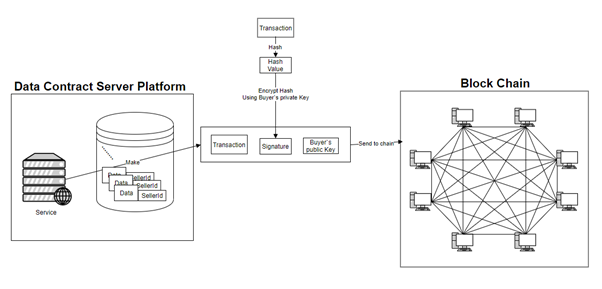 Transaction
Hash
Hash
Value
Encrypt Hash
Using Buyer´s private Key
Data Contract Server Platform
Block Chain
Make
Transaction
Signature
Buyer´s
public Key
Send to chain
Data
SellerId
Data
SellerId
Data
SellerId
Service